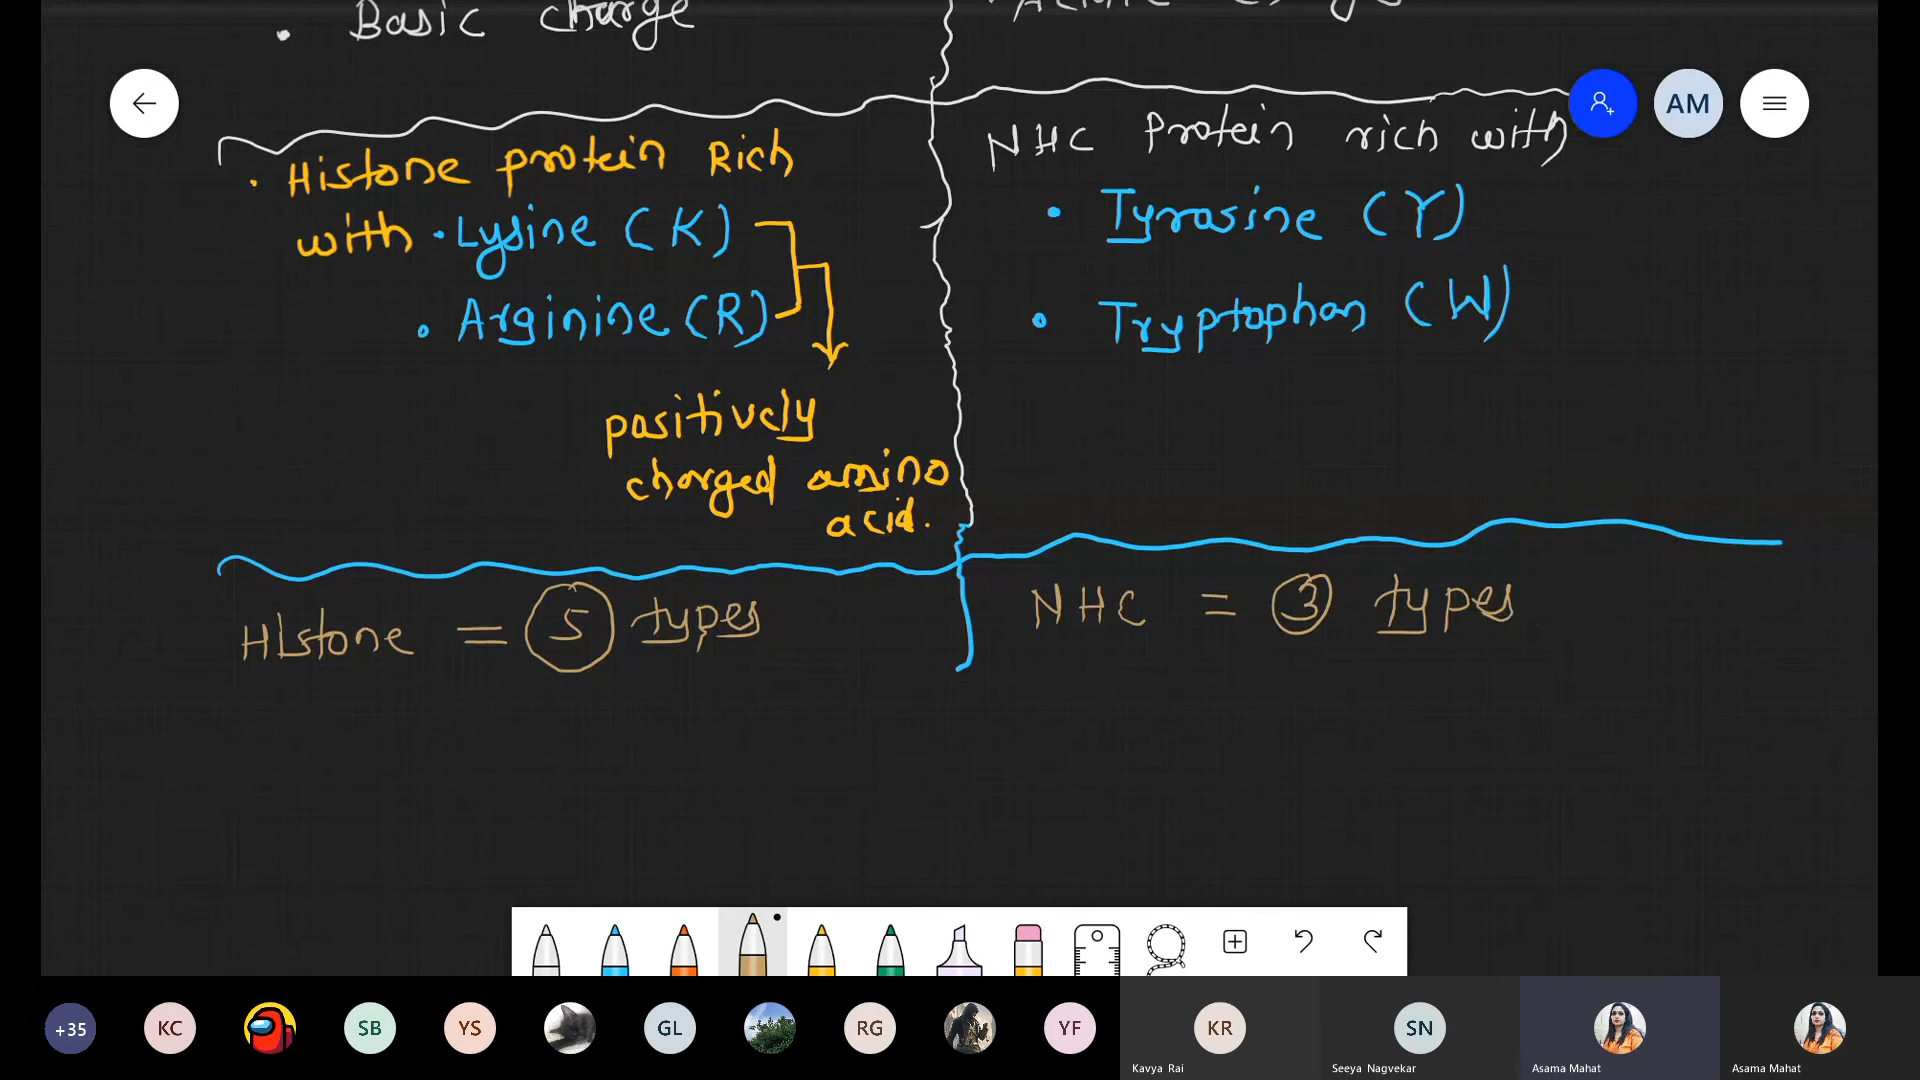 • Basic charge
AM
• Histone protein Rich
with • Lysine (K)
• Arginine (R)
positively
charged amino
acid.
NHC Protein rich with
• Tyrosine (Y)
• Tryptophan (W)
Histone = 5 types
NHC = 3 types
+35
KC
SB
YS
GL
RG
YF
KR
SN
Kavya Rai
Seeya Nagvekar
Asama Mahat
Asama Mahat